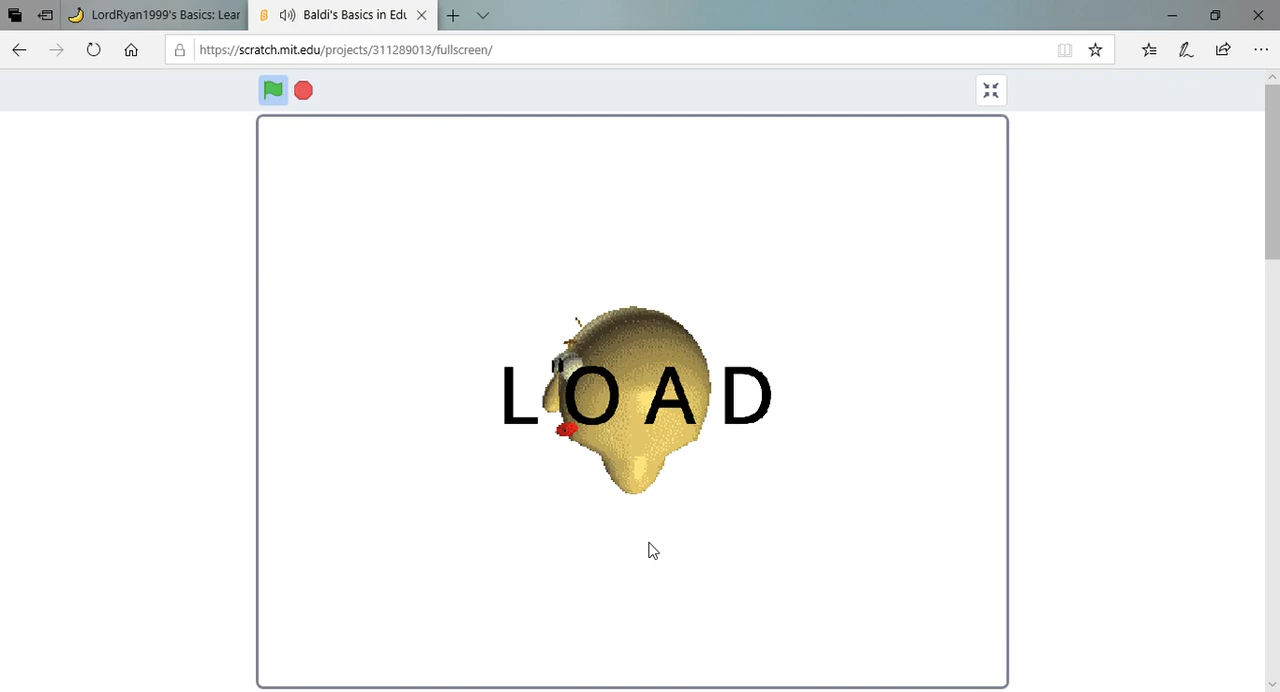 LordRyan1999's Basics: Lear
Baldi's Basics in Edu
https://scratch.mit.edu/projects/311289013/fullscreen/
LOAD